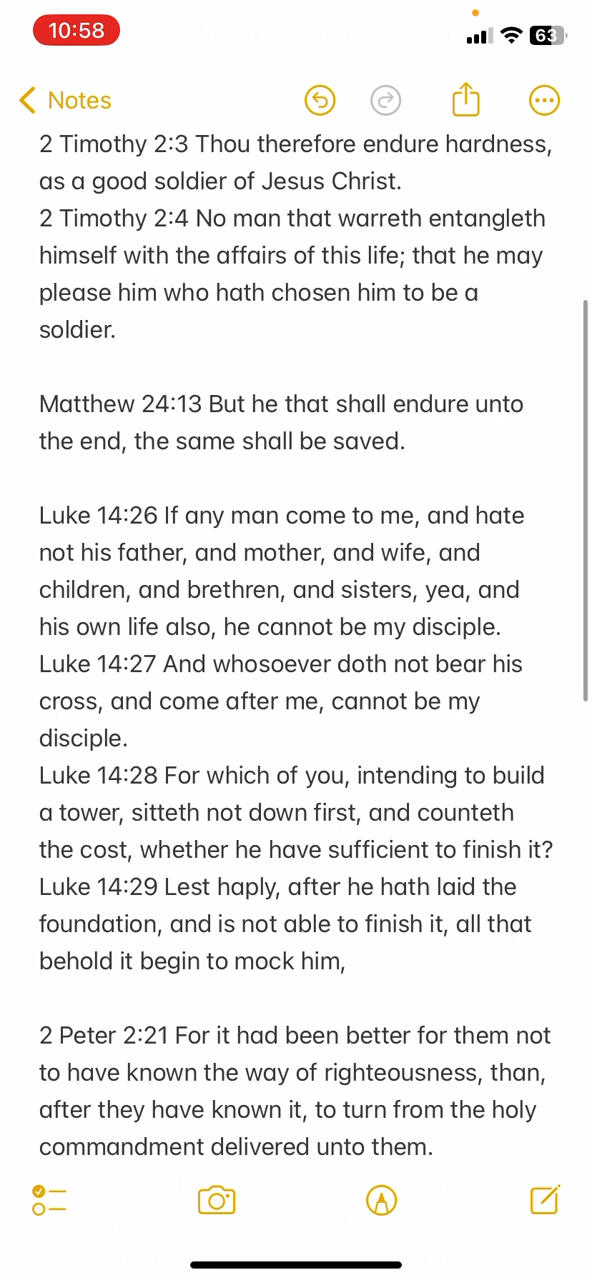 10:58
63
Notes
2 Timothy 2:3 Thou therefore endure hardness,
as a good soldier of Jesus Christ.
2 Timothy 2:4 No man that warreth entangleth
himself with the affairs of this life; that he may
please him who hath chosen him to be a
soldier.
Matthew 24:13 But he that shall endure unto
the end, the same shall be saved.
Luke 14:26 If any man come to me, and hate
not his father, and mother, and wife, and
children, and brethren, and sisters, yea, and
his own life also, he cannot be my disciple.
Luke 14:27 And whosoever doth not bear his
cross, and come after me, cannot be my
disciple.
Luke 14:28 For which of you, intending to build
a tower, sitteth not down first, and counteth
the cost, whether he have sufficient to finish it?
Luke 14:29 Lest haply, after he hath laid the
foundation, and is not able to finish it, all that
behold it begin to mock him,
2 Peter 2:21 For it had been better for them not
to have known the way of righteousness, than,
after they have known it, to turn from the holy
commandment delivered unto them.